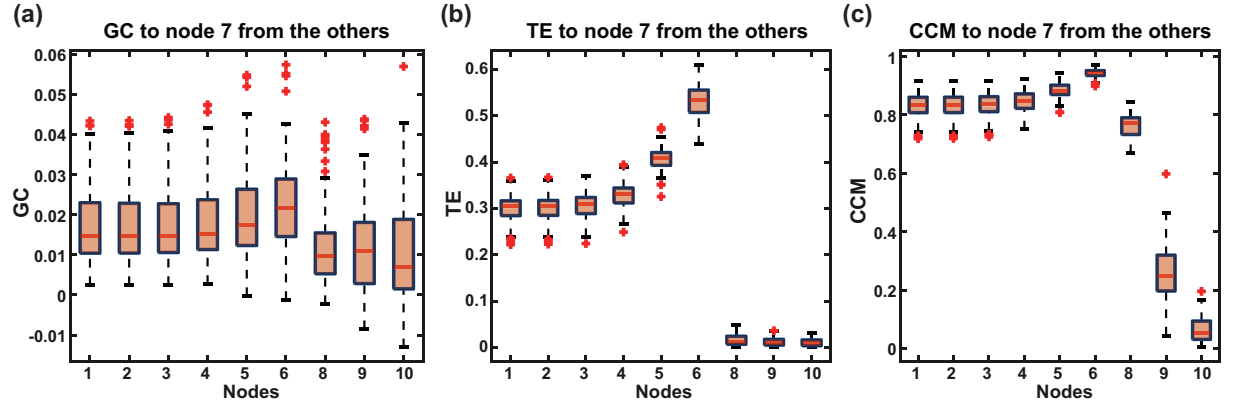 (a)
GC to node 7 from the others
0.06
0.05
0.04
0.03
0.02
0.01
0
-0.01
GC
1 2 3 4 5 6 8 9 10
Nodes
(b)
TE to node 7 from the others
0.6
0.5
0.4
0.3
0.2
0.1
0
TE
1 2 3 4 5 6 8 9 10
Nodes
(c)
CCM to node 7 from the others
1
0.8
0.6
0.4
0.2
0
CCM
1 2 3 4 5 6 8 9 10
Nodes